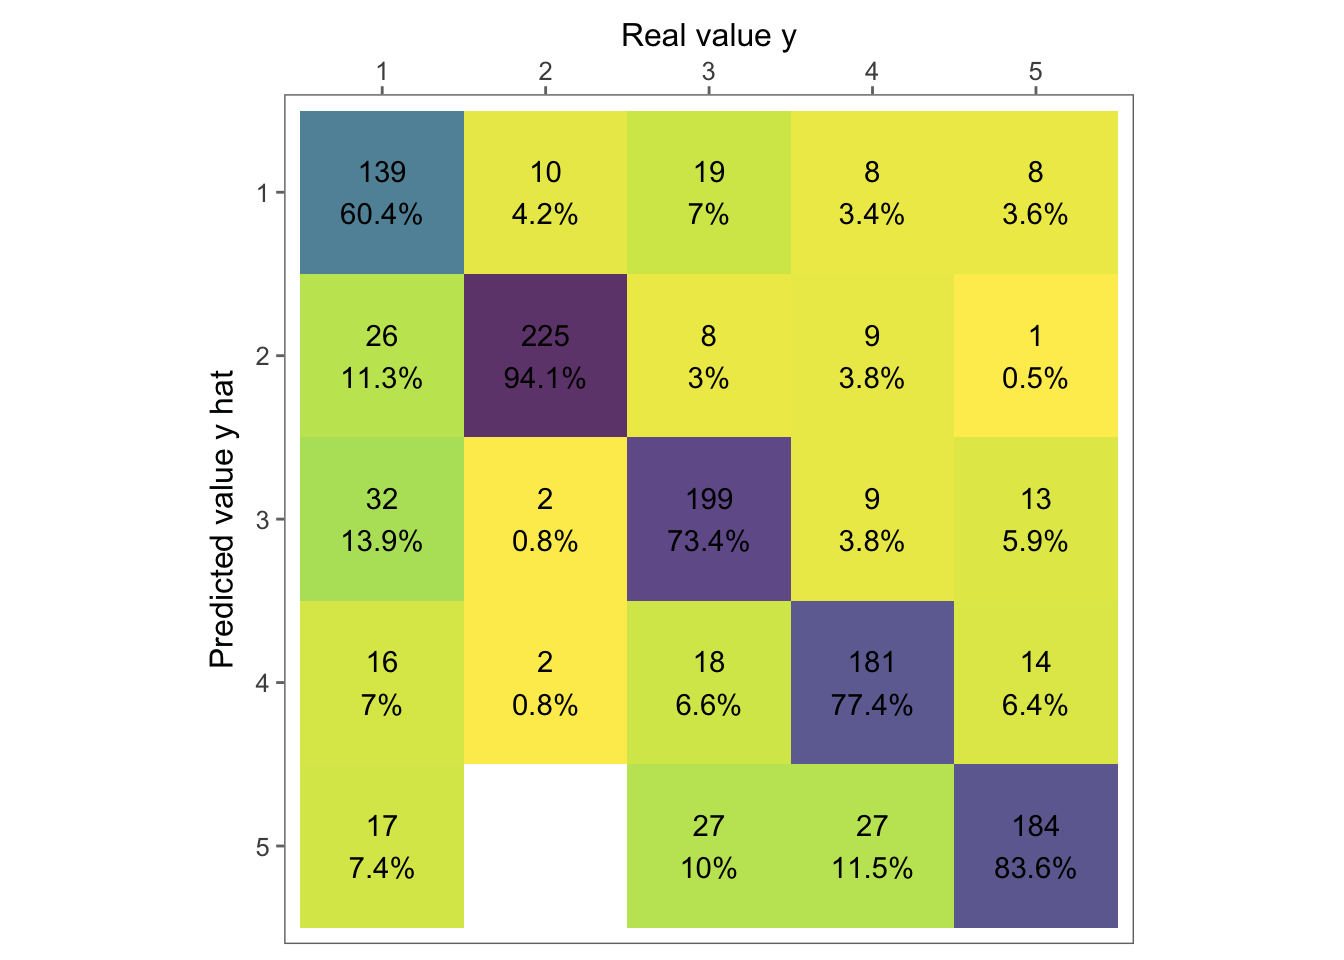 Real value y
1 2 3 4 5
Predicted value y hat
1
139 10 19 8 8
60.4% 4.2% 7% 3.4% 3.6%
2
26 225 8 9 1
11.3% 94.1% 3% 3.8% 0.5%
3
32 2 199 9 13
13.9% 0.8% 73.4% 3.8% 5.9%
4
16 2 18 181 14
7% 0.8% 6.6% 77.4% 6.4%
5
17 27 27 184
7.4% 10% 11.5% 83.6%